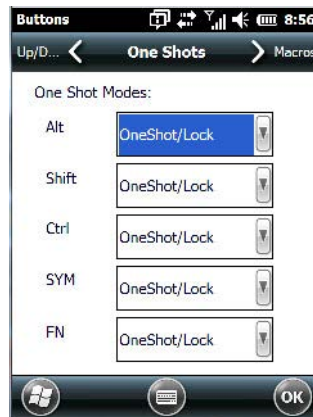 Buttons 8:56
Up/D... One Shots Macros
One Shot Modes:
Alt OneShot/Lock
Shift OneShot/Lock
Ctrl OneShot/Lock
SYM OneShot/Lock
FN OneShot/Lock
OK